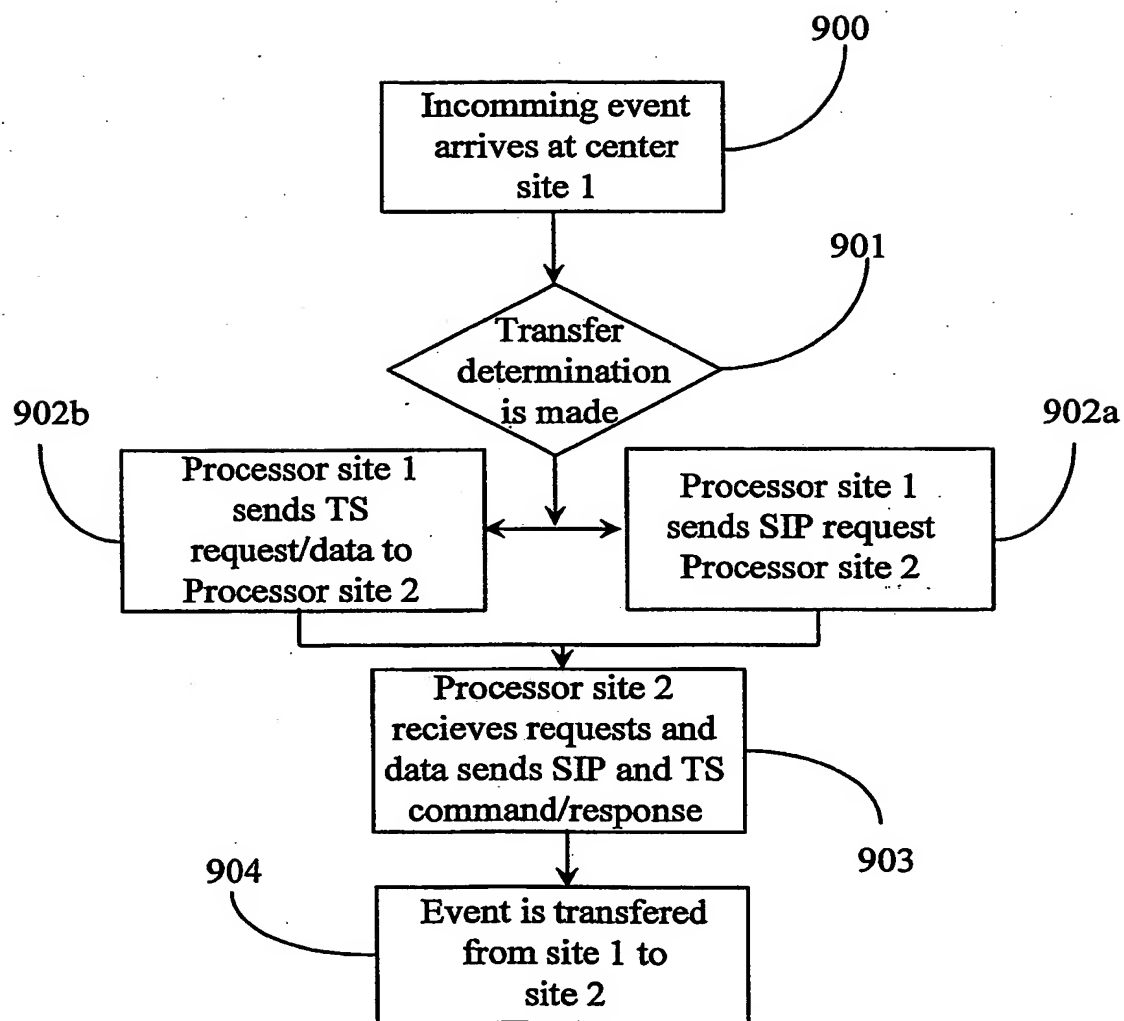 900
Incomming event
arrives at center
site 1
901
Transfer
determination
is made
902b
902a
Processor site 1
sends TS
request/data to
Processor site 2
Processor site 1
sends SIP request
Processor site 2
Processor site 2
recieves requests and
data sends SIP and TS
command/response
903
904
Event is transfered
from site 1 to
site 2